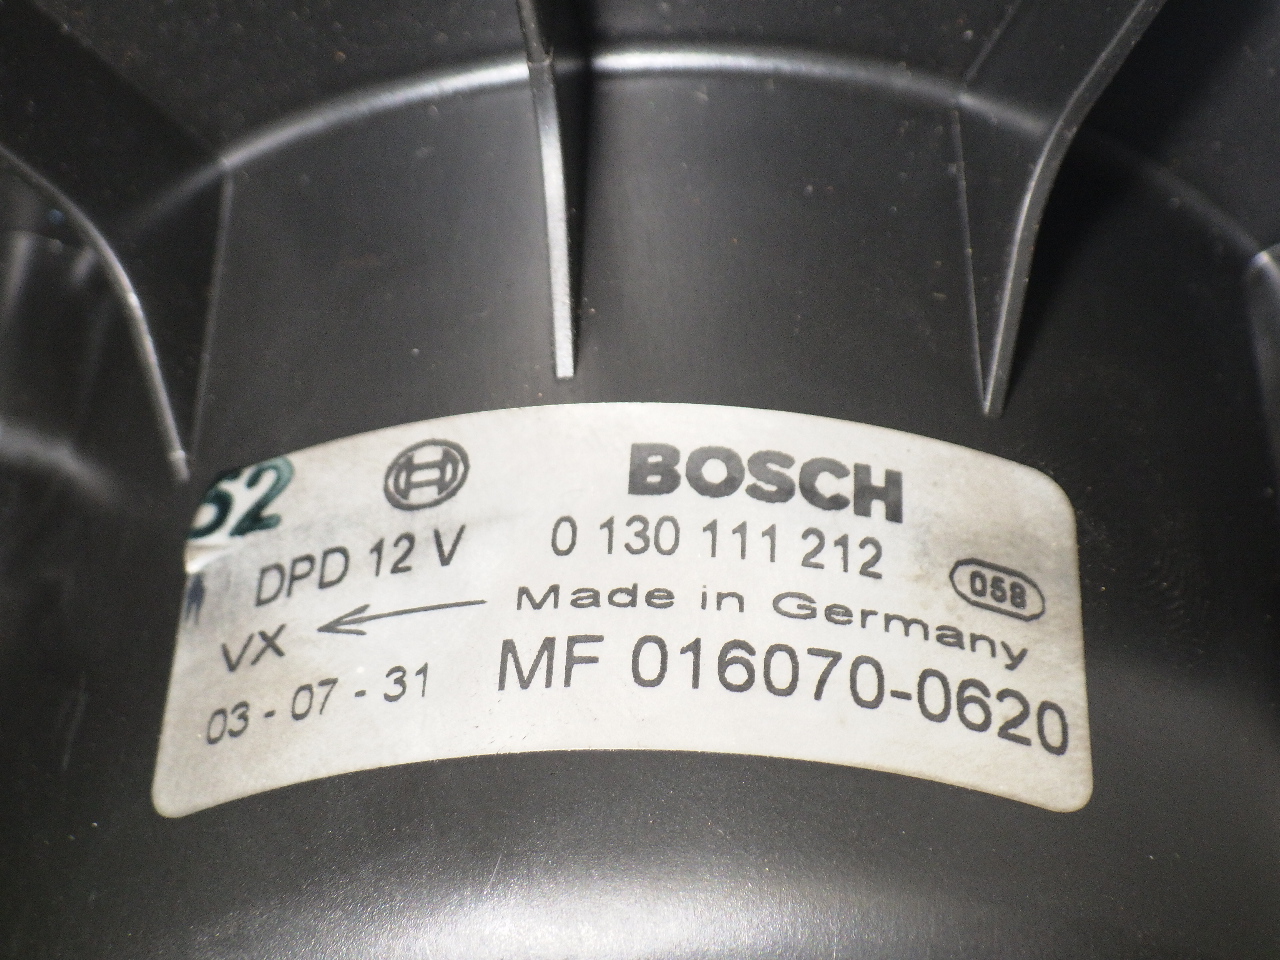 52
BOSCH
DPD 12 V
0 130 111 212
058
Made in Germany
VX
MF 016070-0620
03 - 07 - 31